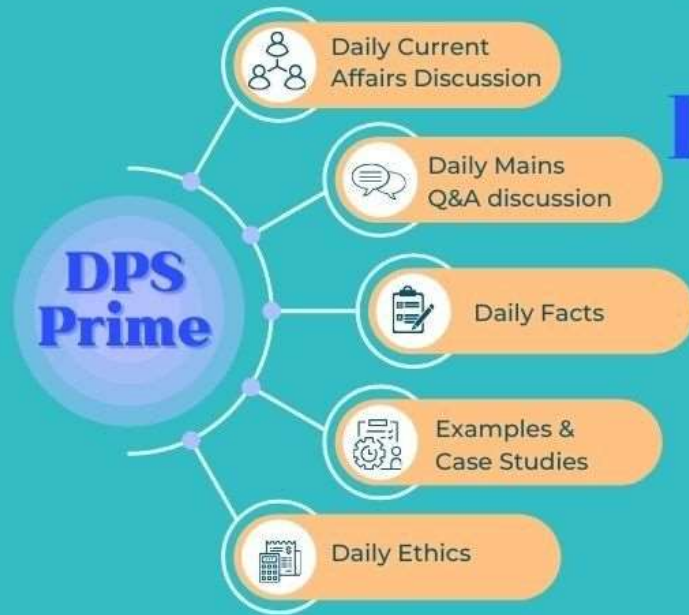 DPS
Prime
Daily Current
Affairs Discussion
Daily Mains
Q&A discussion
Daily Facts
Examples &
Case Studies
Daily Ethics